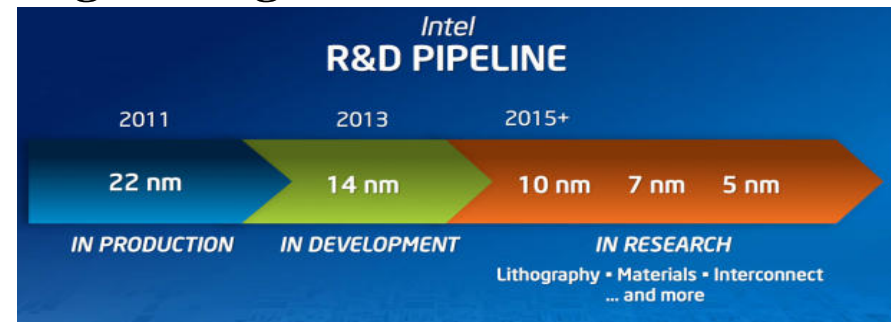 Intel
R&D PIPELINE
2011 2013 2015+
22 nm 14 nm 10 nm 7 nm 5 nm
IN PRODUCTION IN DEVELOPMENT IN RESEARCH
Lithography ▪ Materials ▪ Interconnect
... and more